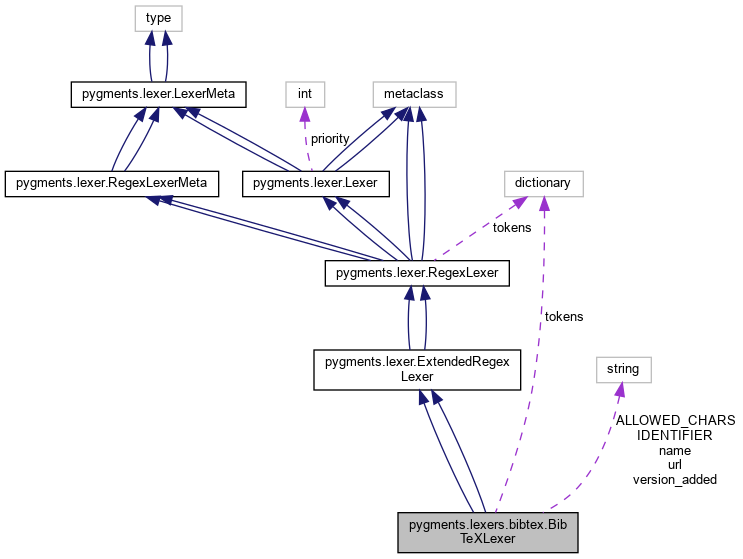 type
pygments.lexer.LexerMeta
int
metaclass
priority
pygments.lexer.RegexLexerMeta
pygments.lexer.Lexer
dictionary
tokens
pygments.lexer.RegexLexer
tokens
pygments.lexer.ExtendedRegex
Lexer
string
ALLOWED_CHARS
IDENTIFIER
name
url
version_added
pygments.lexers.bibtex.Bib
TeXLexer